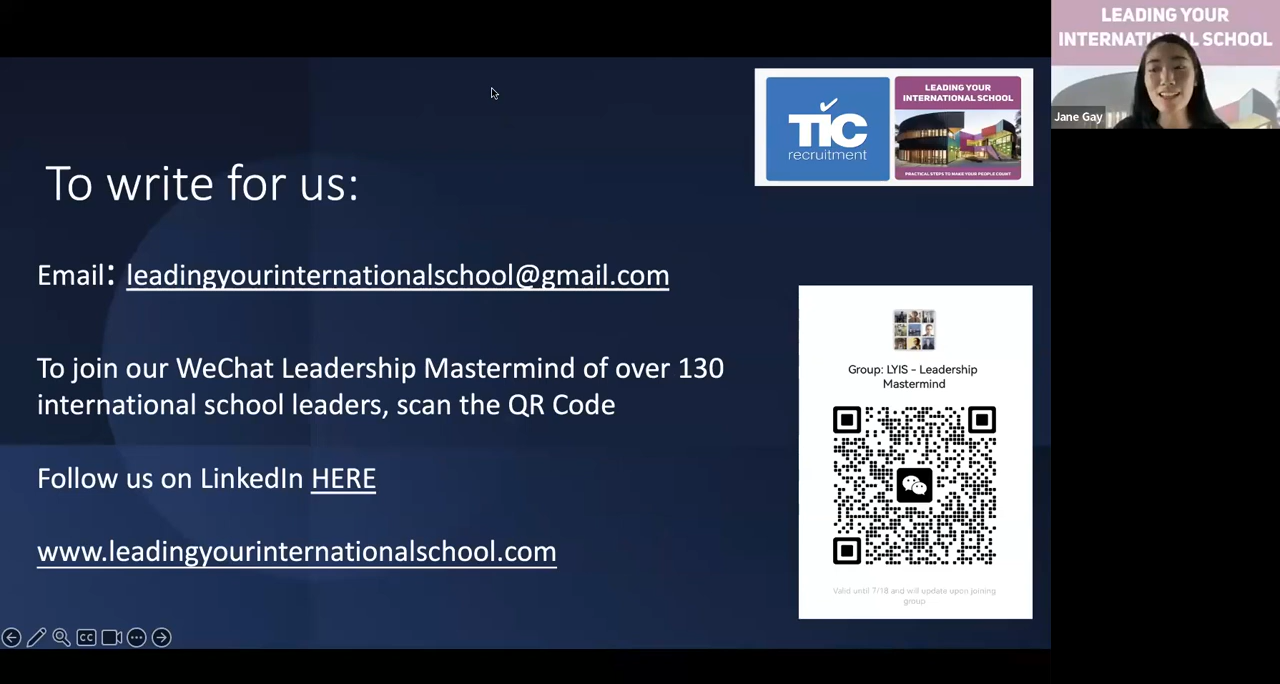 LEADING YOUR
INTERNATIONAL SCHOOL
Jane Gay
TIC
recruitment
LEADING YOUR
INTERNATIONAL SCHOOL
PRACTICAL STEPS TO MAKE YOUR PEOPLE COUNT
To write for us:
Email: leadingyourinternationalschool@gmail.com
To join our WeChat Leadership Mastermind of over 130
international school leaders, scan the QR Code
Follow us on LinkedIn HERE
www.leadingyourinternationalschool.com
Group: LYIS - Leadership
Mastermind
Valid until 7/18 and will update upon joining
group
CC